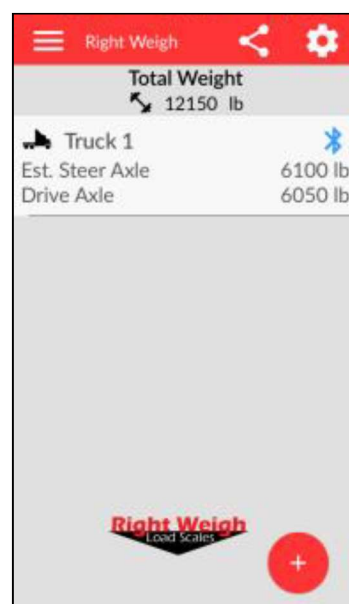 Right Weigh
Total Weight
12150 lb
Truck 1
Est. Steer Axle 6100 lb
Drive Axle 6050 lb
Right Weigh
Load Scales
+